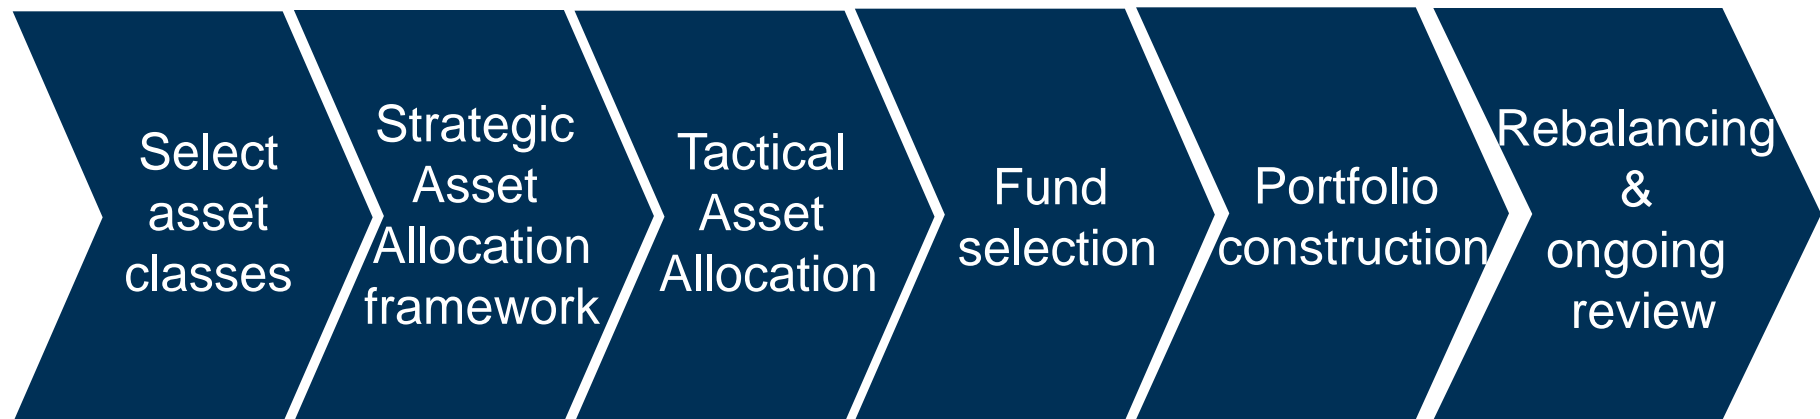 Select
asset
classes
Strategic
Asset
Allocation
framework
Tactical
Asset
Allocation
Fund
selection
Portfolio
construction
Rebalancing
&
ongoing
review